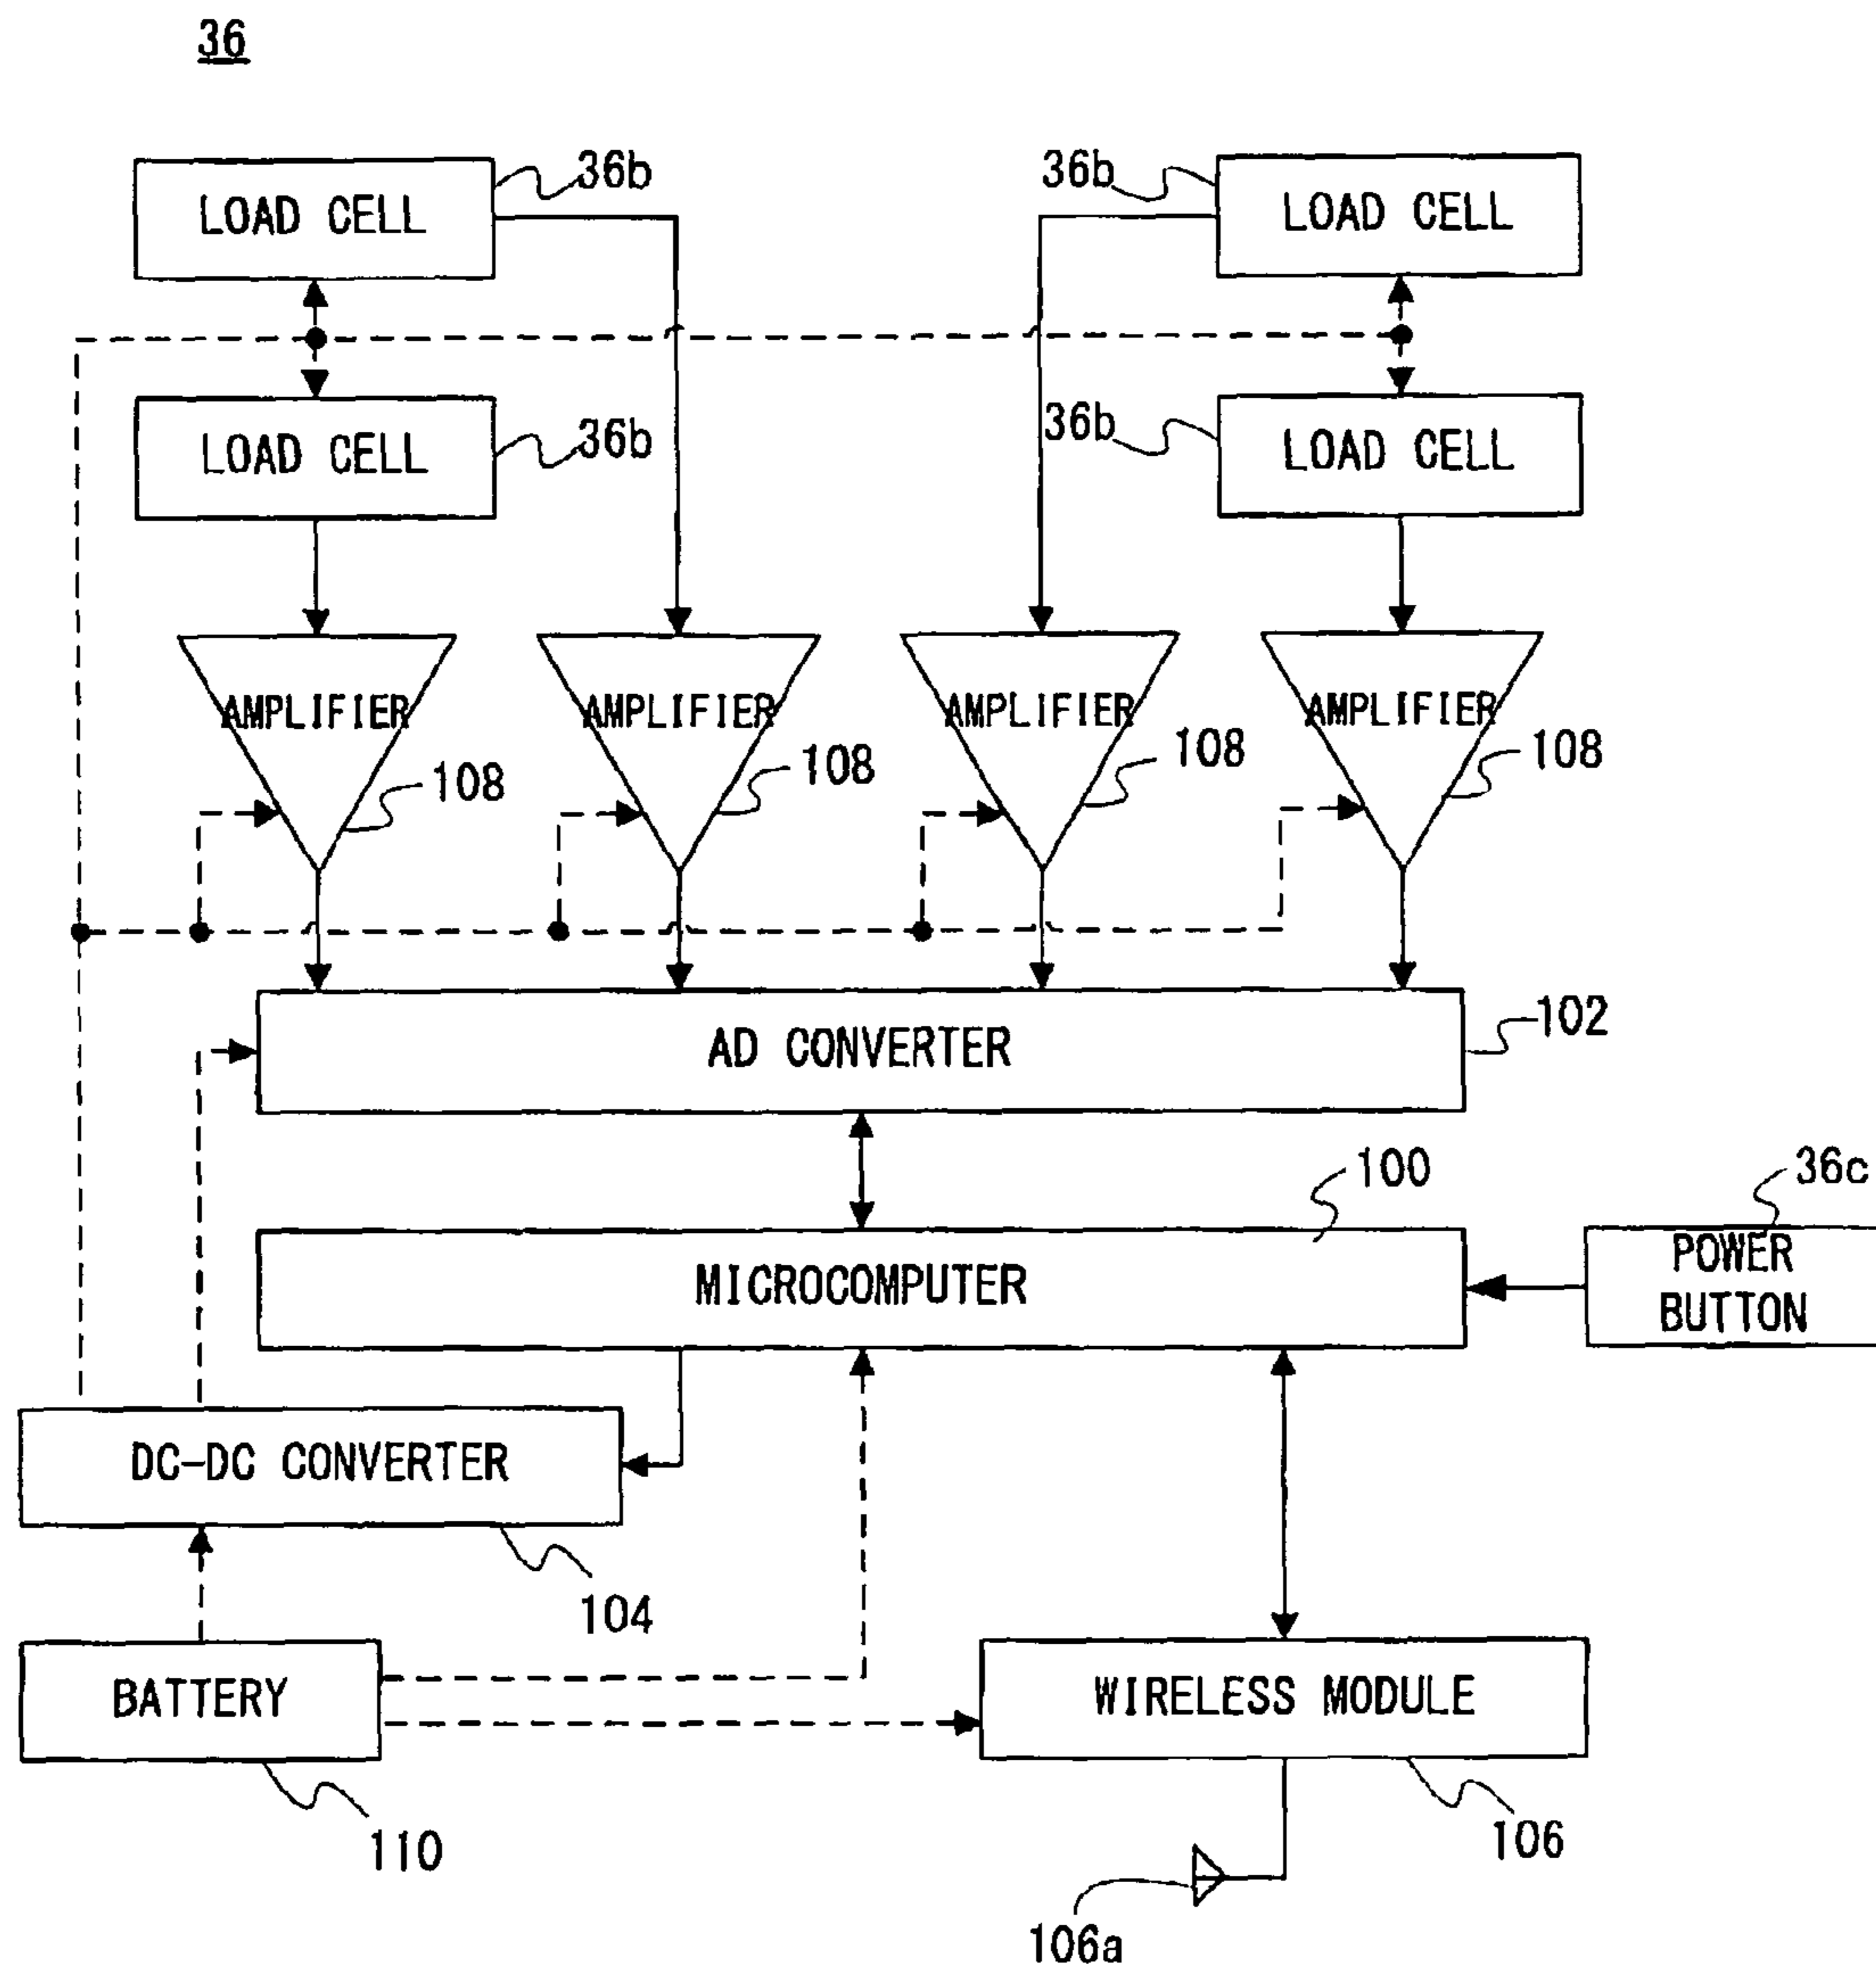 36
LOAD CELL
36b
36b
LOAD CELL
LOAD CELL
36b
36b
LOAD CELL
AMPLIFIER
AMPLIFIER
AMPLIFIER
AMPLIFIER
108
108
108
108
AD CONVERTER
102
100
36c
MICROCOMPUTER
POWER
BUTTON
DC-DC CONVERTER
104
BATTERY
WIRELESS MODULE
110
106
106a